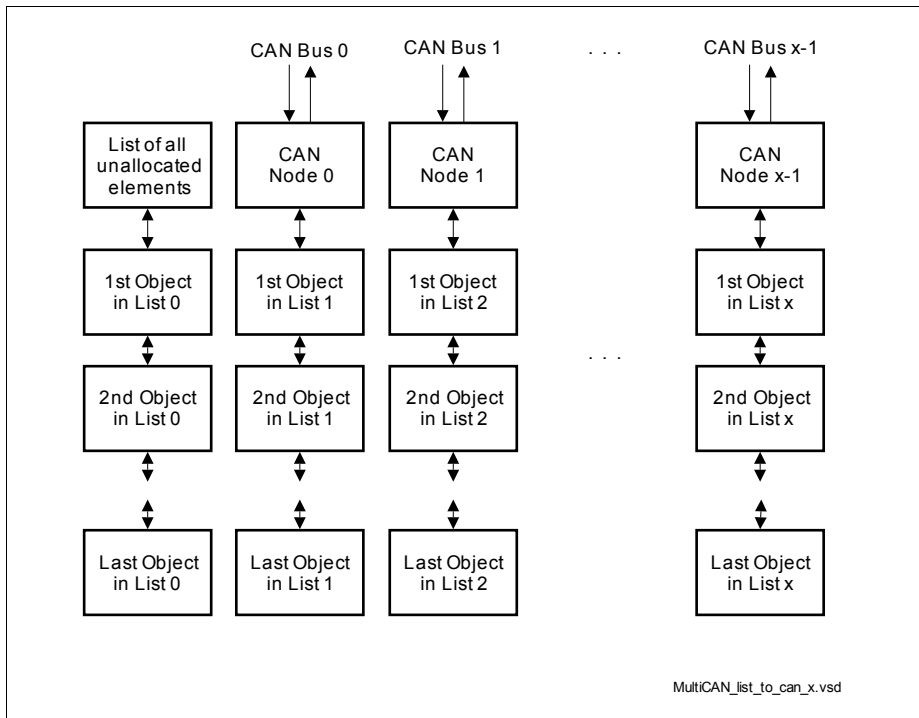 CAN Bus 0
CAN Bus 1
. . .
CAN Bus x-1
List of all
unallocated
elements
CAN
Node 0
CAN
Node 1
CAN
Node x-1
1st Object
in List 0
1st Object
in List 1
1st Object
in List 2
1st Object
in List x
. . .
2nd Object
in List 0
2nd Object
in List 1
2nd Object
in List 2
2nd Object
in List x
Last Object
in List 0
Last Object
in List 1
Last Object
in List 2
Last Object
in List x
MultiCAN_list_to_can_x.vsd